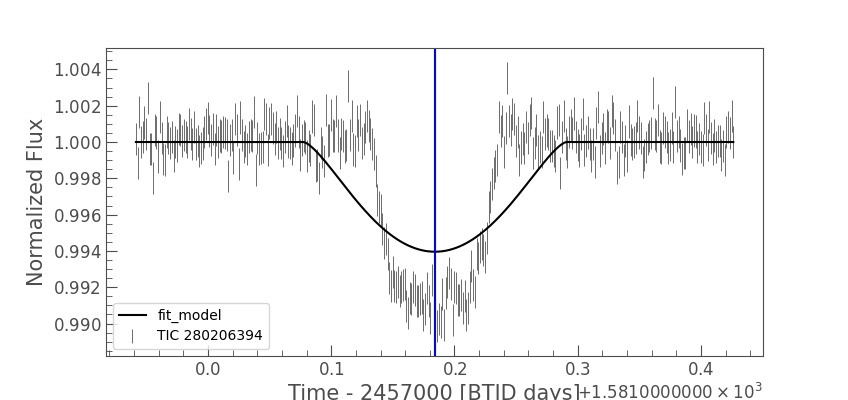 1.004
1.002
1.000
0.998
0.996
0.994
0.992
0.990
Normalized Flux
fit_model
TIC 280206394
0.0 0.1 0.2 0.3 0.4
Time - 2457000 [BTJD days] +1.5810000000 × 10³